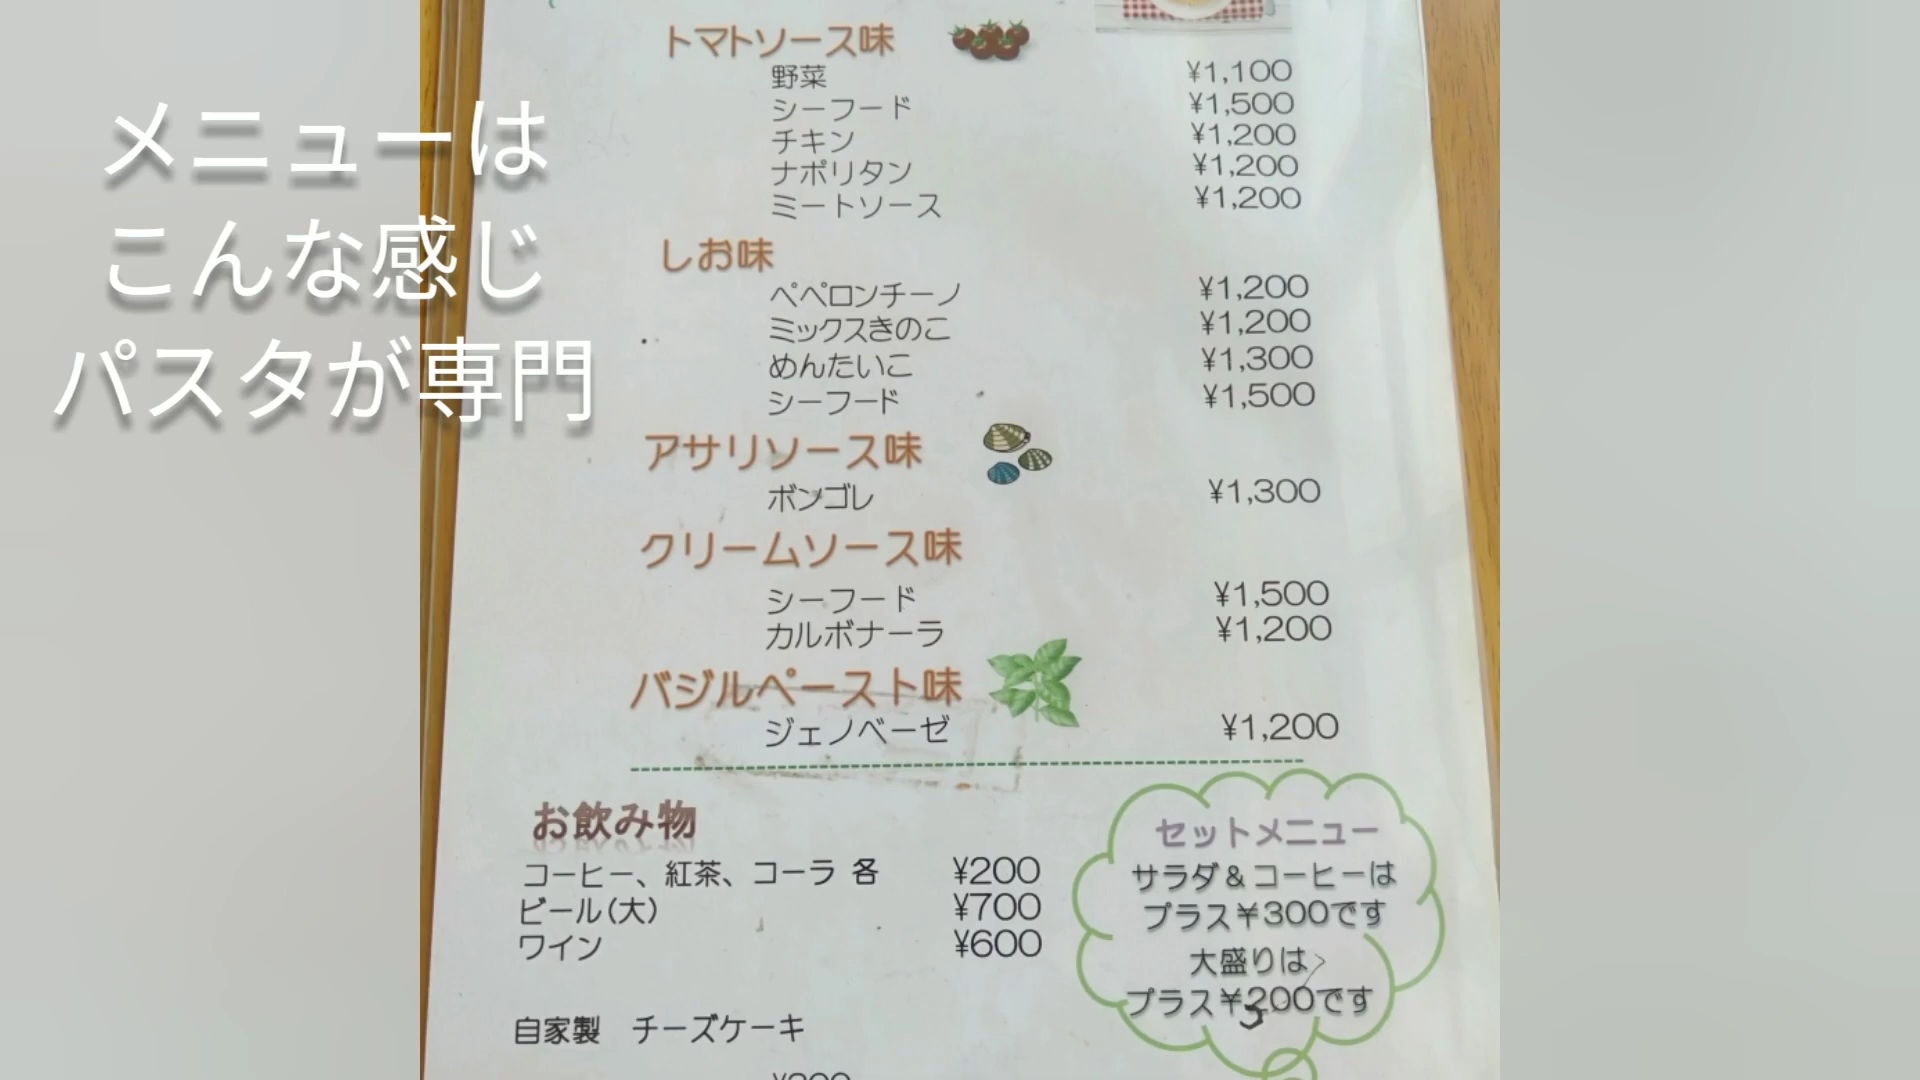 メニューは
こんな感じ
パスタが専門
トマトソース味
野菜 ¥1,100
シーフード ¥1,500
チキン ¥1,200
ナポリタン ¥1,200
ミートソース ¥1,200
しお味
ペペロンチーノ ¥1,200
ミックスきのこ ¥1,200
めんたいこ ¥1,300
シーフード ¥1,500
アサリソース味
ボンゴレ ¥1,300
クリームソース味
シーフード ¥1,500
カルボナーラ ¥1,200
バジルペースト味
ジェノベーゼ ¥1,200
お飲み物
コーヒー、紅茶、コーラ 各 ¥200
ビール(大) ¥700
ワイン ¥600
自家製 チーズケーキ
セットメニュー
サラダ&コーヒーは
プラス¥300です
大盛りは
プラス¥200です